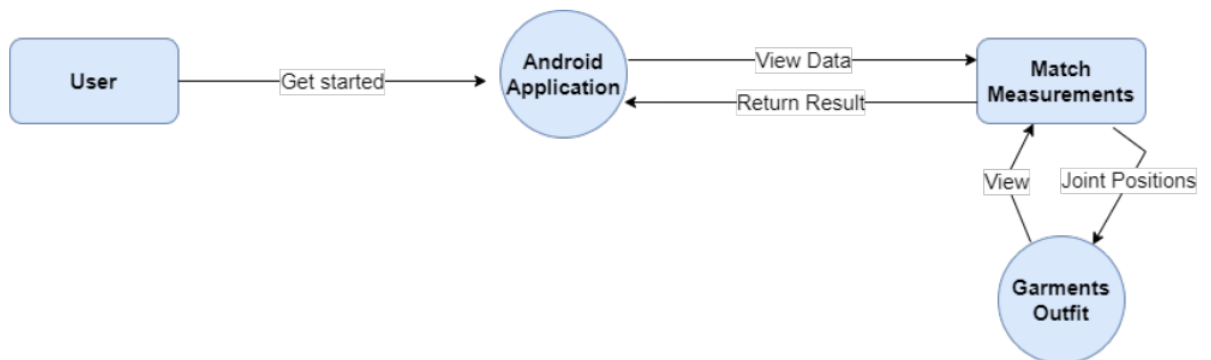 User
Get started
Android
Application
View Data
Return Result
Match
Measurements
View
Joint Positions
Garments
Outfit